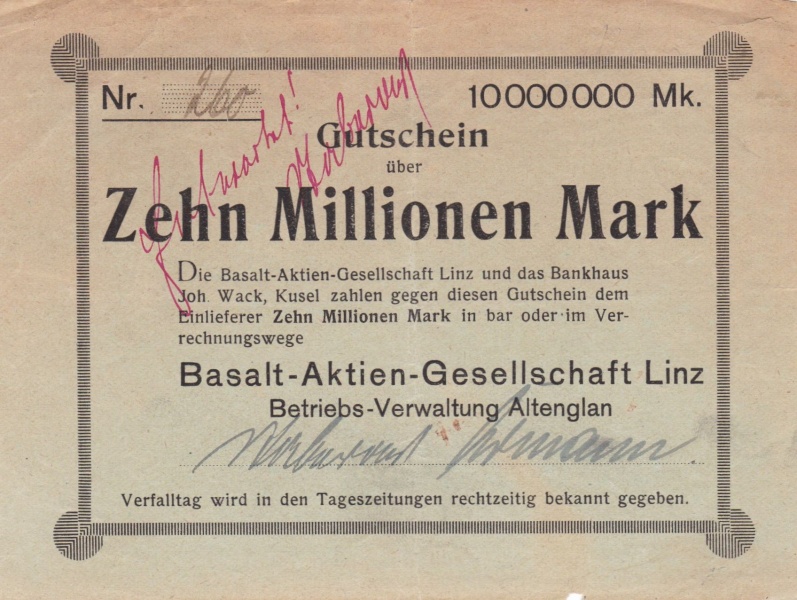 Nr. 260
10000000 Mk.
Gutschein
über
Zehn Millionen Mark
Die Basalt-Aktien-Gesellschaft Linz und das Bankhaus
Joh. Wack, Kusel zahlen gegen diesen Gutschein dem
Einlieferer Zehn Millionen Mark in bar oder im Ver-
rechnungswege
Basalt-Aktien-Gesellschaft Linz
Betriebs-Verwaltung Altenglan
Verfalltag wird in den Tageszeitungen rechtzeitig bekannt gegeben.